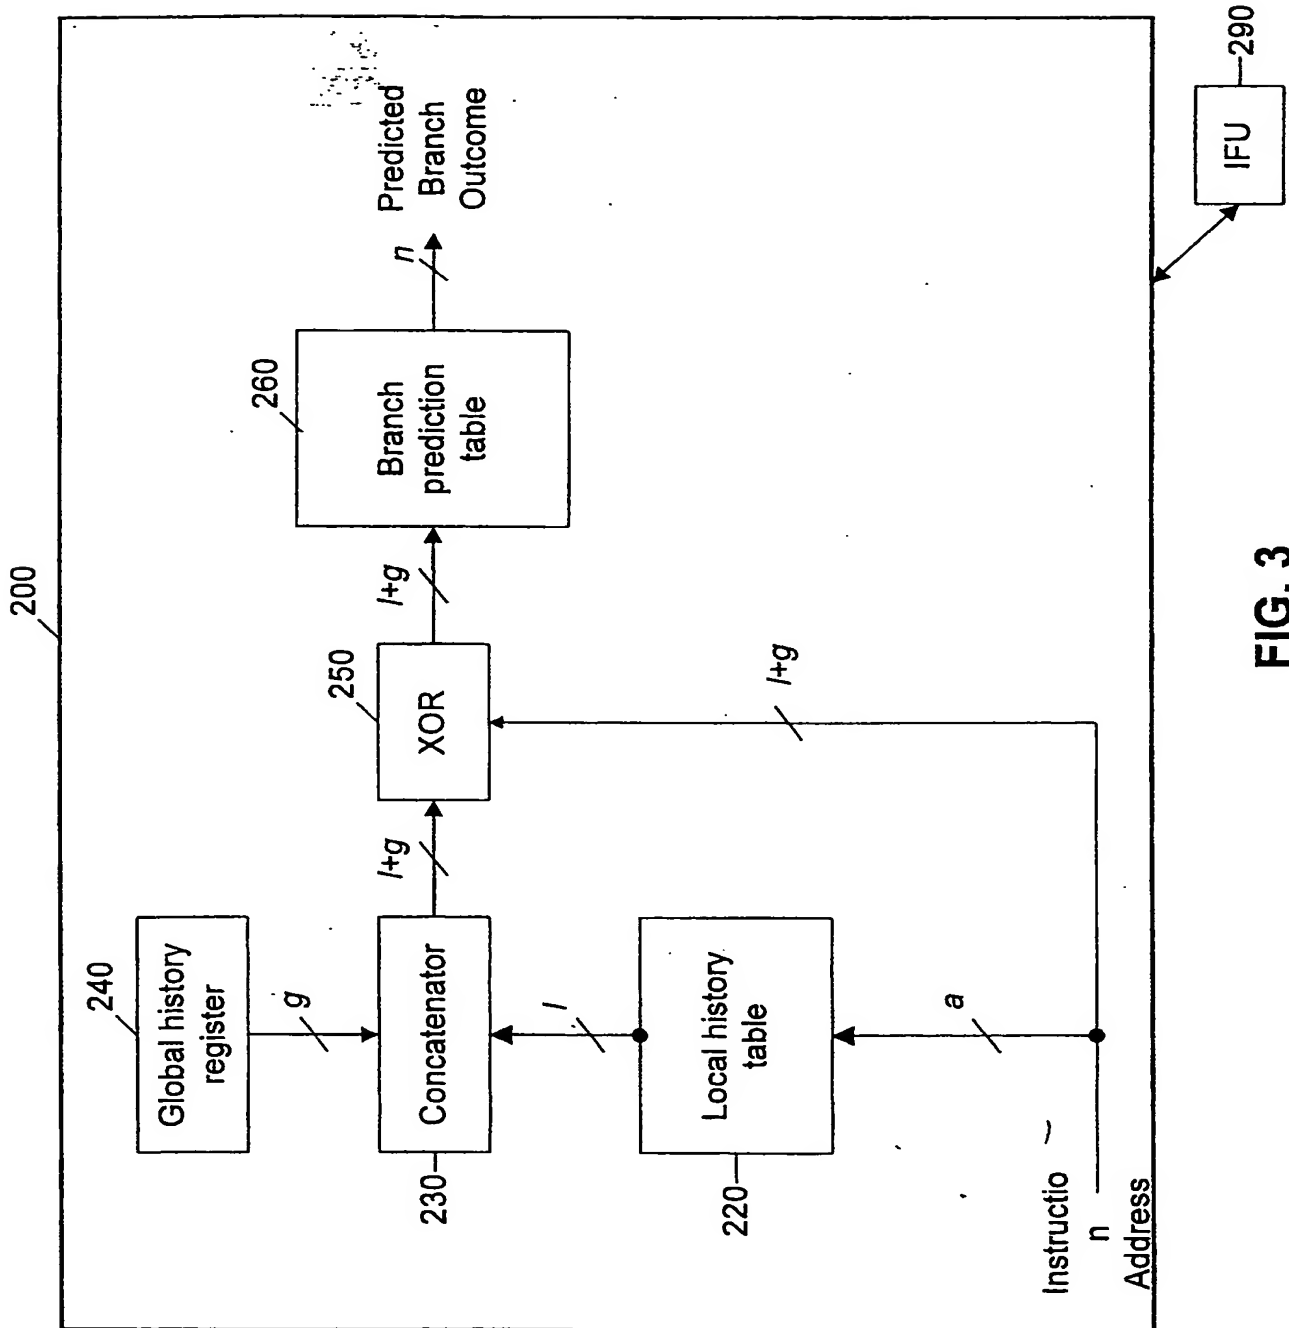 200
240
Global history
register
g
230
Concatenator
l+g
250
XOR
l+g
260
Branch
prediction
table
n
Predicted
Branch
Outcome
l
220
Local history
table
a
l+g
Instructio
n
Address
IFU
290
FIG. 3